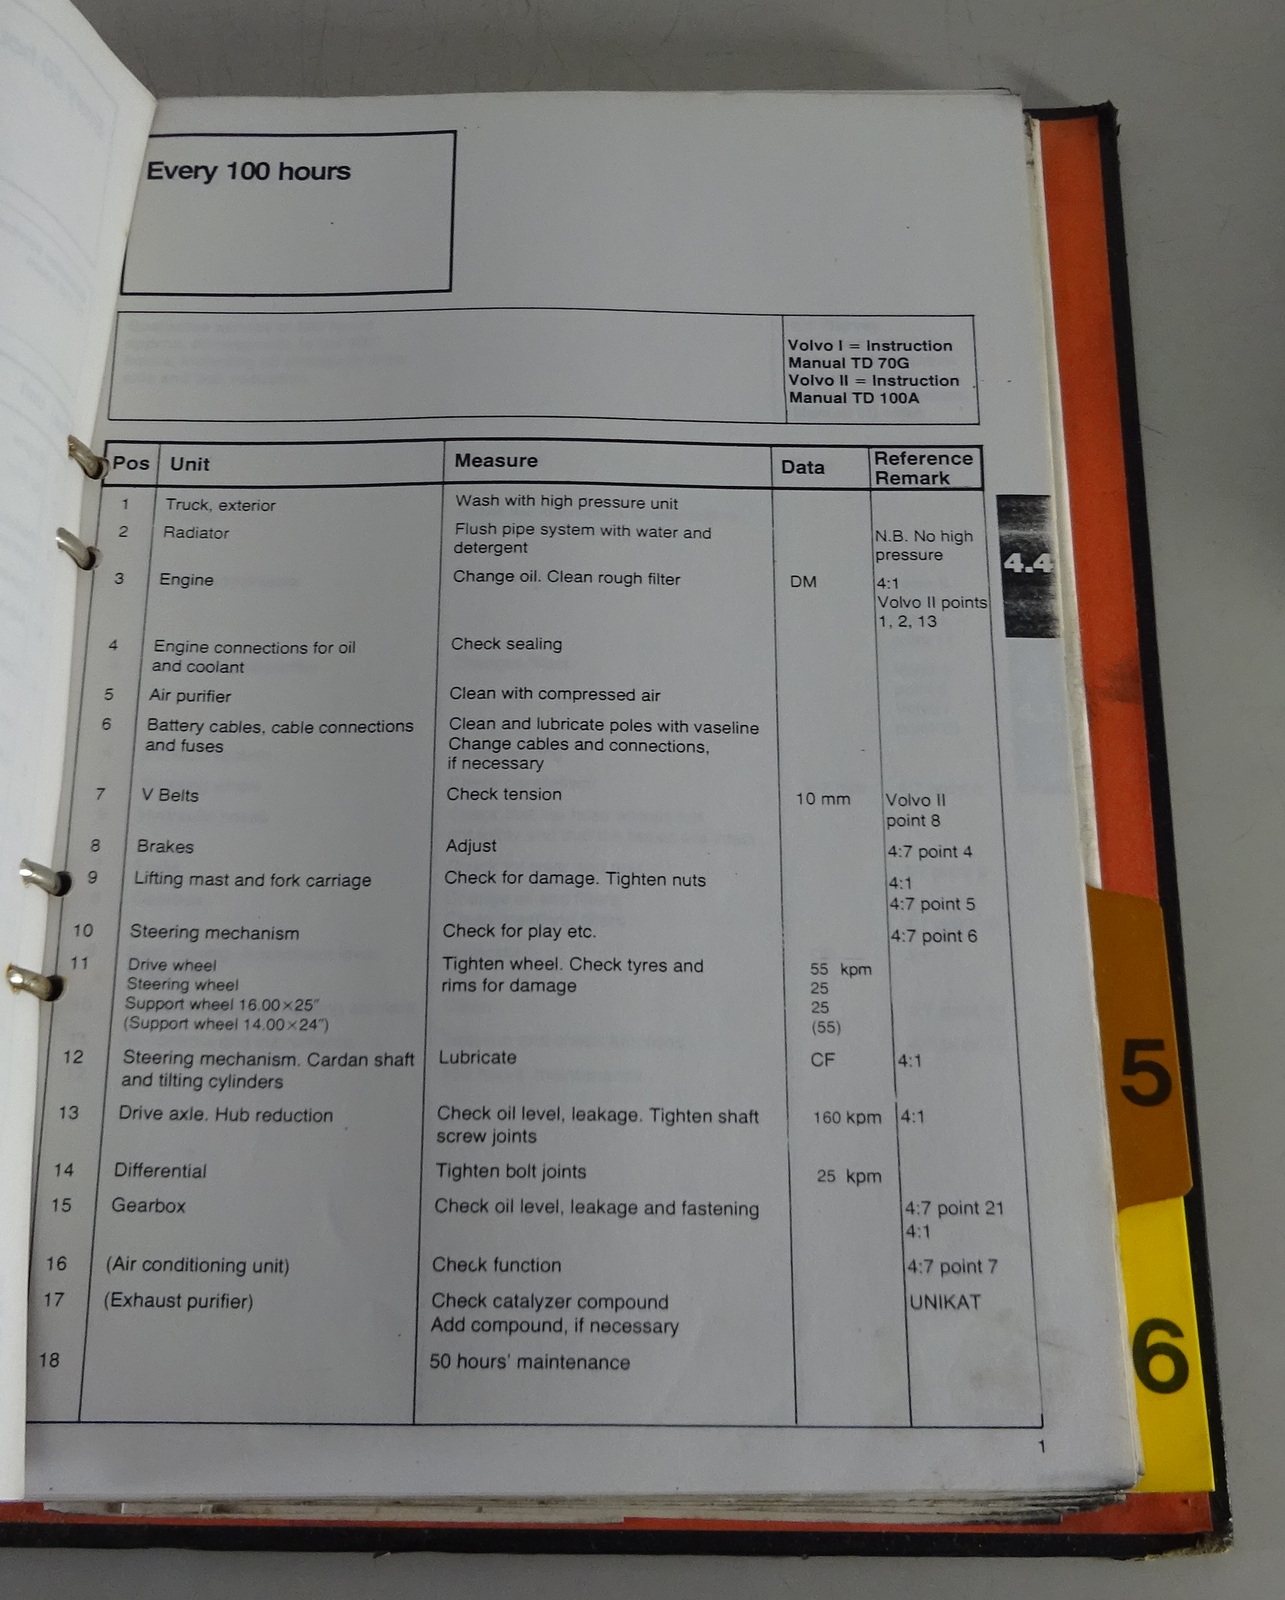 Every 100 hours
Volvo I = Instruction
Manual TD 70G
Volvo II = Instruction
Manual TD 100A
Pos Unit Measure Data Reference
Remark
1 Truck, exterior Wash with high pressure unit
2 Radiator Flush pipe system with water and N.B. No high
detergent pressure
3 Engine Change oil. Clean rough filter DM 4:1
Volvo II points
1, 2, 13
4.4
4 Engine connections for oil Check sealing
and coolant
5 Air purifier Clean with compressed air
6 Battery cables, cable connections Clean and lubricate poles with vaseline
and fuses Change cables and connections,
if necessary
7 V Belts Check tension 10 mm Volvo II
point 8
8 Brakes Adjust 4:7 point 4
9 Lifting mast and fork carriage Check for damage. Tighten nuts 4:1
4:7 point 5
10 Steering mechanism Check for play etc. 4:7 point 6
11 Drive wheel Tighten wheel. Check tyres and 55 kpm
Steering wheel rims for damage 25
Support wheel 16.00×25" 25
(Support wheel 14.00×24") (55)
12 Steering mechanism. Cardan shaft Lubricate CF 4:1
and tilting cylinders
13 Drive axle. Hub reduction Check oil level, leakage. Tighten shaft 160 kpm 4:1
screw joints
14 Differential Tighten bolt joints 25 kpm
15 Gearbox Check oil level, leakage and fastening 4:7 point 21
4:1
16 (Air conditioning unit) Check function 4:7 point 7
17 (Exhaust purifier) Check catalyzer compound UNIKAT
Add compound, if necessary
18 50 hours' maintenance
1
5
6